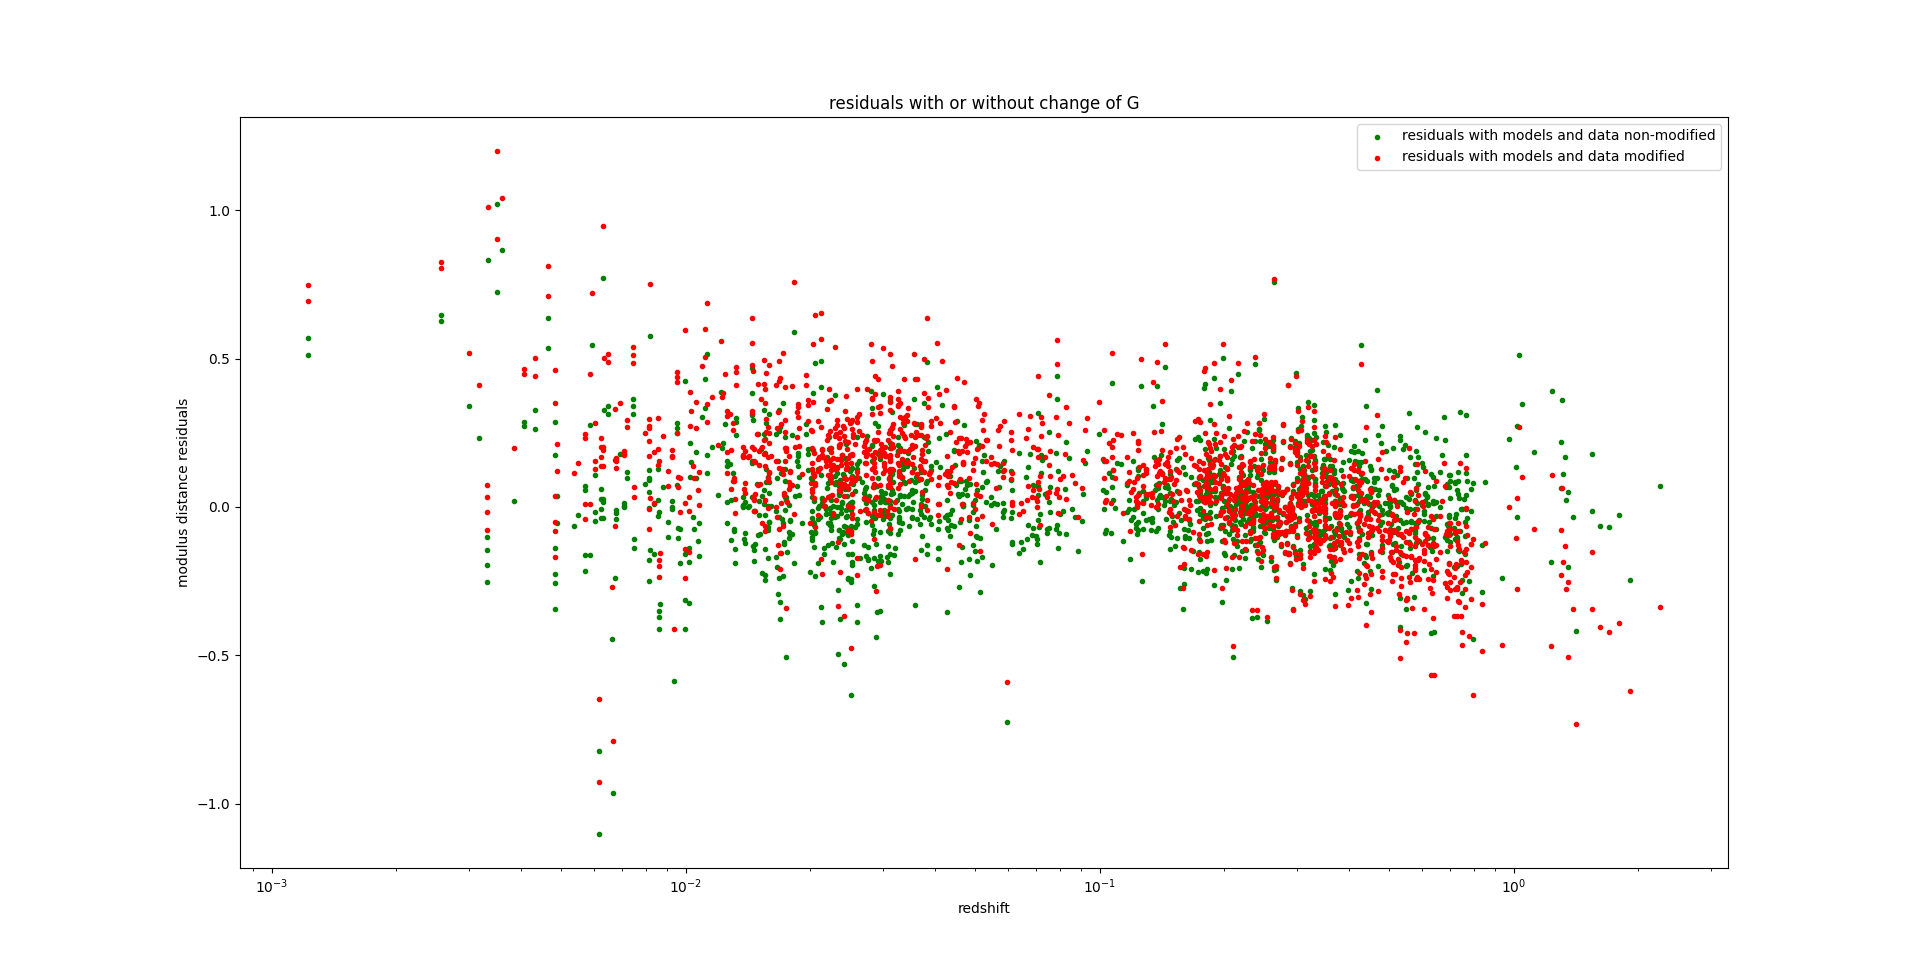 residuals with or without change of G
residuals with models and data non-modified
residuals with models and data modified
modulus distance residuals
1.0
0.5
0.0
−0.5
−1.0
10⁻³ 10⁻² 10⁻¹ 10⁰
redshift